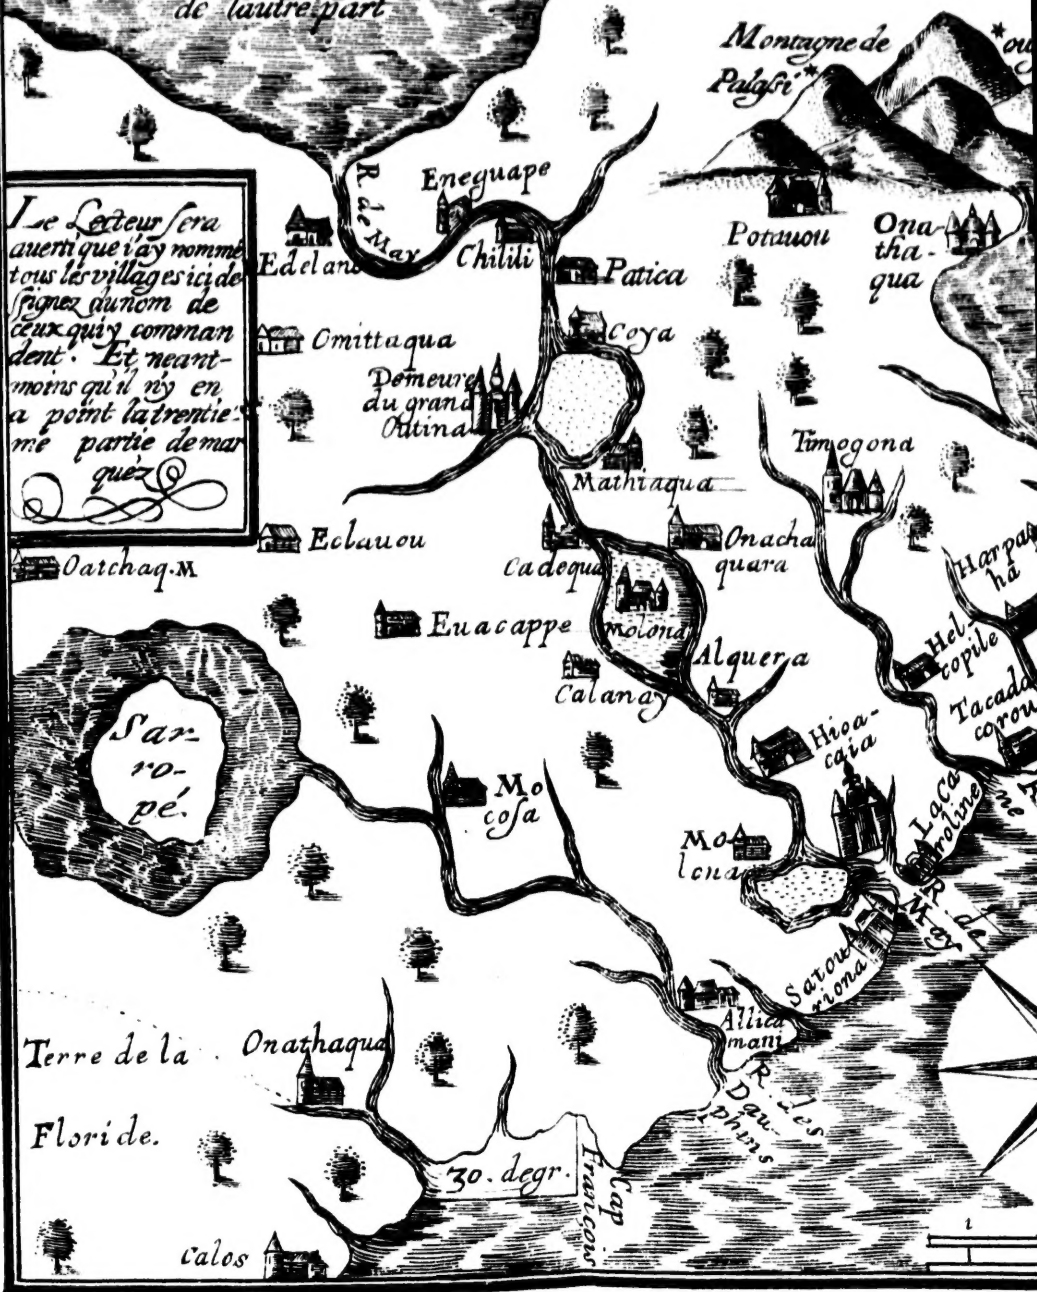 de lautre part
Montagne de
Palassi
R. de May
Eneguape
Le Lecteur sera
auerti que i'ay nommé
tous les villages ici de
seignez du nom de
ceux qui y comman
dent. Et neant-
moins qu'il n'y en
a point la trentie-
me partie de mar
quéz
Edelano
Chilili
Patica
Potauou
Ona-
tha-
qua
Omittaqua
Coya
Demeure
du grand
Outina
Timogona
Mathiaqua
Eclauou
Onacha
quara
Oatchaq.M
Cadequa
Harpa
ha
Euacappe
Molona
Hel-
copile
Alquera
Calanay
Tacada
corou
Sar-
ro-
pé.
Hioa-
caia
Mo
cosa
La Ca-
roline
Mo-
lona
R. de
May
Satou
riona
Allica
mani
Terre de la
Floride.
Onathaqua
R. des
Dau-
phins
30. degr.
Cap
François
Calos
1